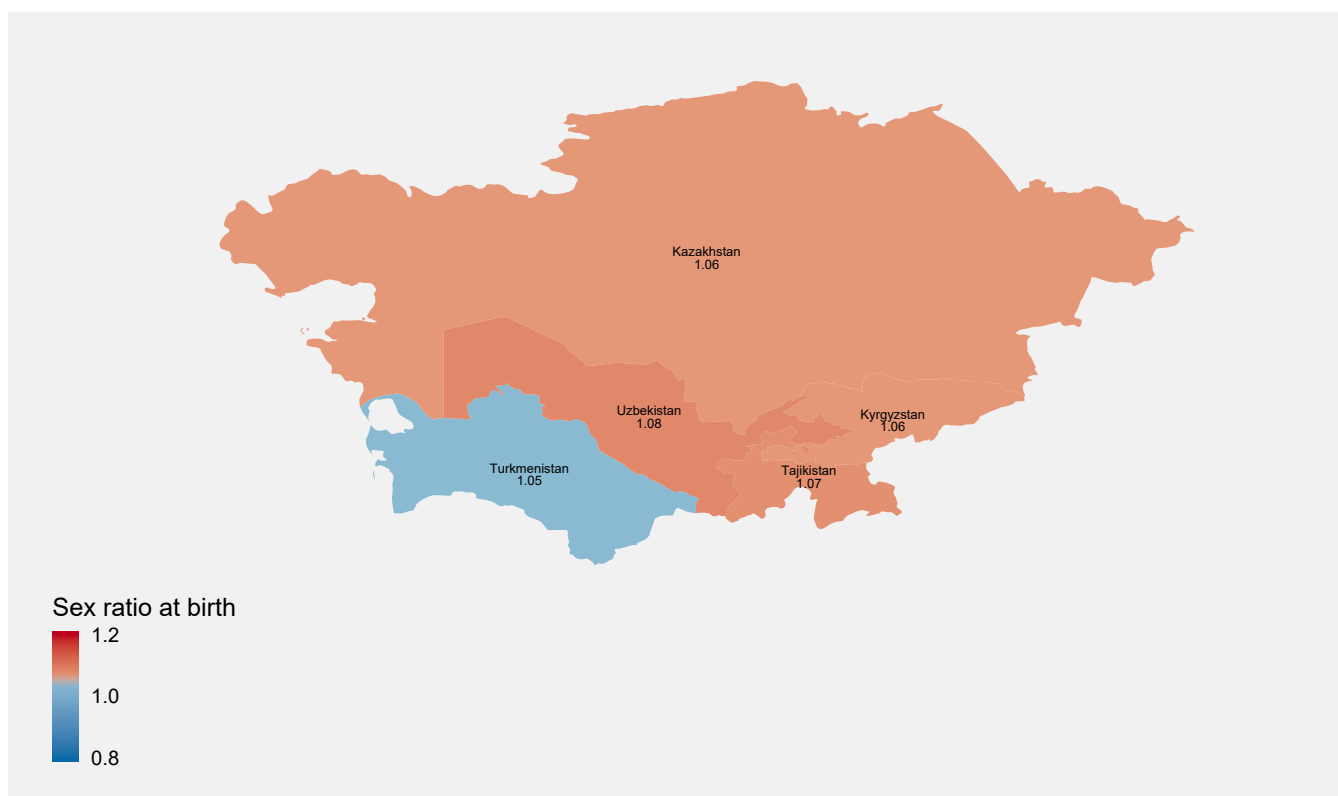 Kazakhstan
1.06
Uzbekistan
1.08
Kyrgyzstan
1.06
Turkmenistan
1.05
Tajikistan
1.07
Sex ratio at birth
1.2
1.0
0.8